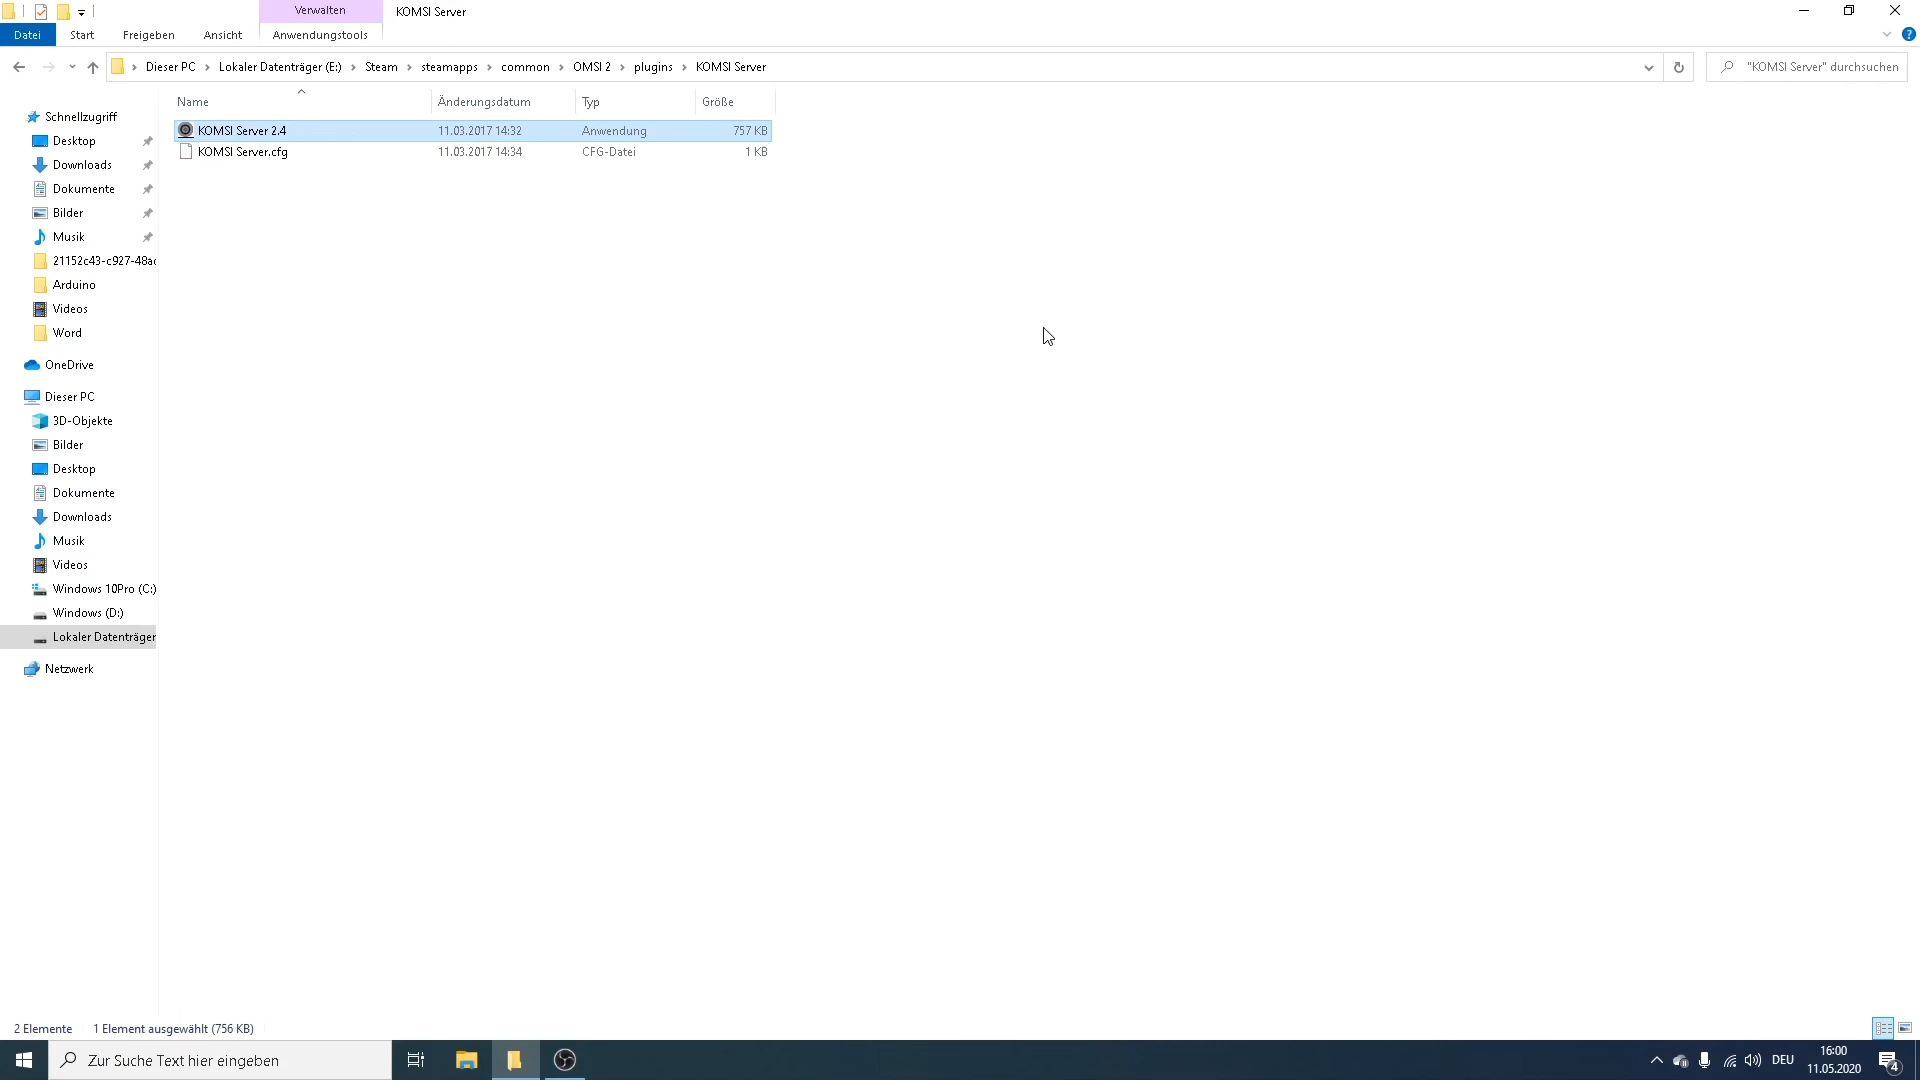 Verwalten
KOMSI Server
Datei
Start
Freigeben
Ansicht
Anwendungstools
Dieser PC
Lokaler Datenträger (E:)
Steam
steamapps
common
OMSI 2
plugins
KOMSI Server
"KOMSI Server" durchsuchen
Name
Änderungsdatum
Typ
Größe
KOMSI Server 2.4
11.03.2017 14:32
Anwendung
757 KB
KOMSI Server.cfg
11.03.2017 14:34
CFG-Datei
1 KB
Schnellzugriff
Desktop
Downloads
Dokumente
Bilder
Musik
21152c43-c927-48ac
Arduino
Videos
Word
OneDrive
Dieser PC
3D-Objekte
Bilder
Desktop
Dokumente
Downloads
Musik
Videos
Windows 10Pro (C:)
Windows (D:)
Lokaler Datenträger
Netzwerk
2 Elemente
1 Element ausgewählt (756 KB)
Zur Suche Text hier eingeben
DEU
16:00
11.05.2020
4